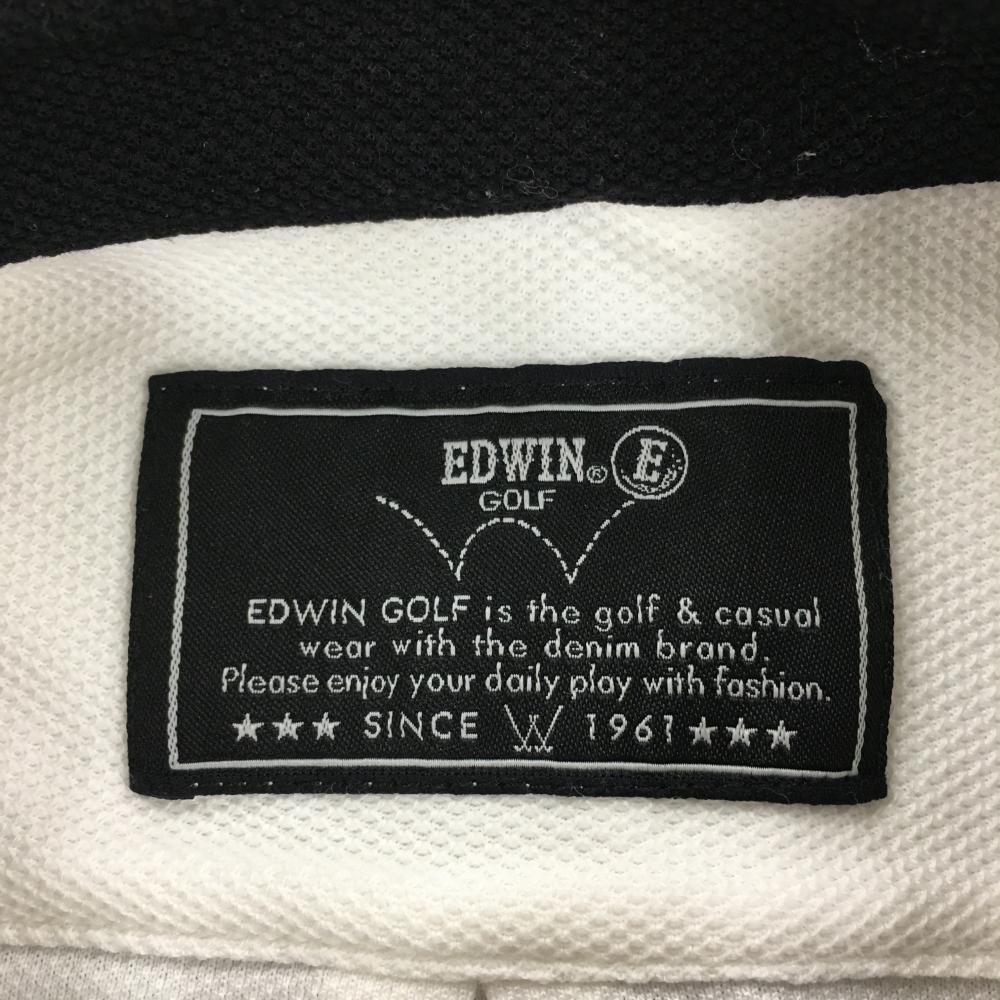 EDWIN® E
GOLF
EDWIN GOLF is the golf & casual
wear with the denim brand.
Please enjoy your daily play with fashion.
★★★ SINCE W 1961 ★★★